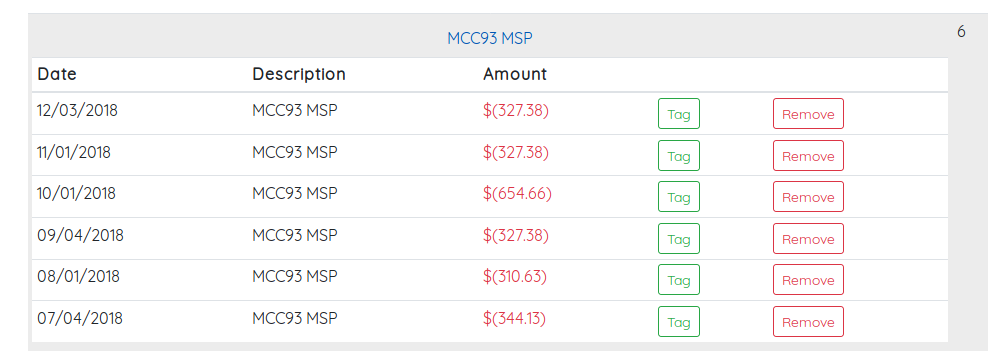 MCC93 MSP 6
Date Description Amount
12/03/2018 MCC93 MSP $(327.38) Tag Remove
11/01/2018 MCC93 MSP $(327.38) Tag Remove
10/01/2018 MCC93 MSP $(654.66) Tag Remove
09/04/2018 MCC93 MSP $(327.38) Tag Remove
08/01/2018 MCC93 MSP $(310.63) Tag Remove
07/04/2018 MCC93 MSP $(344.13) Tag Remove